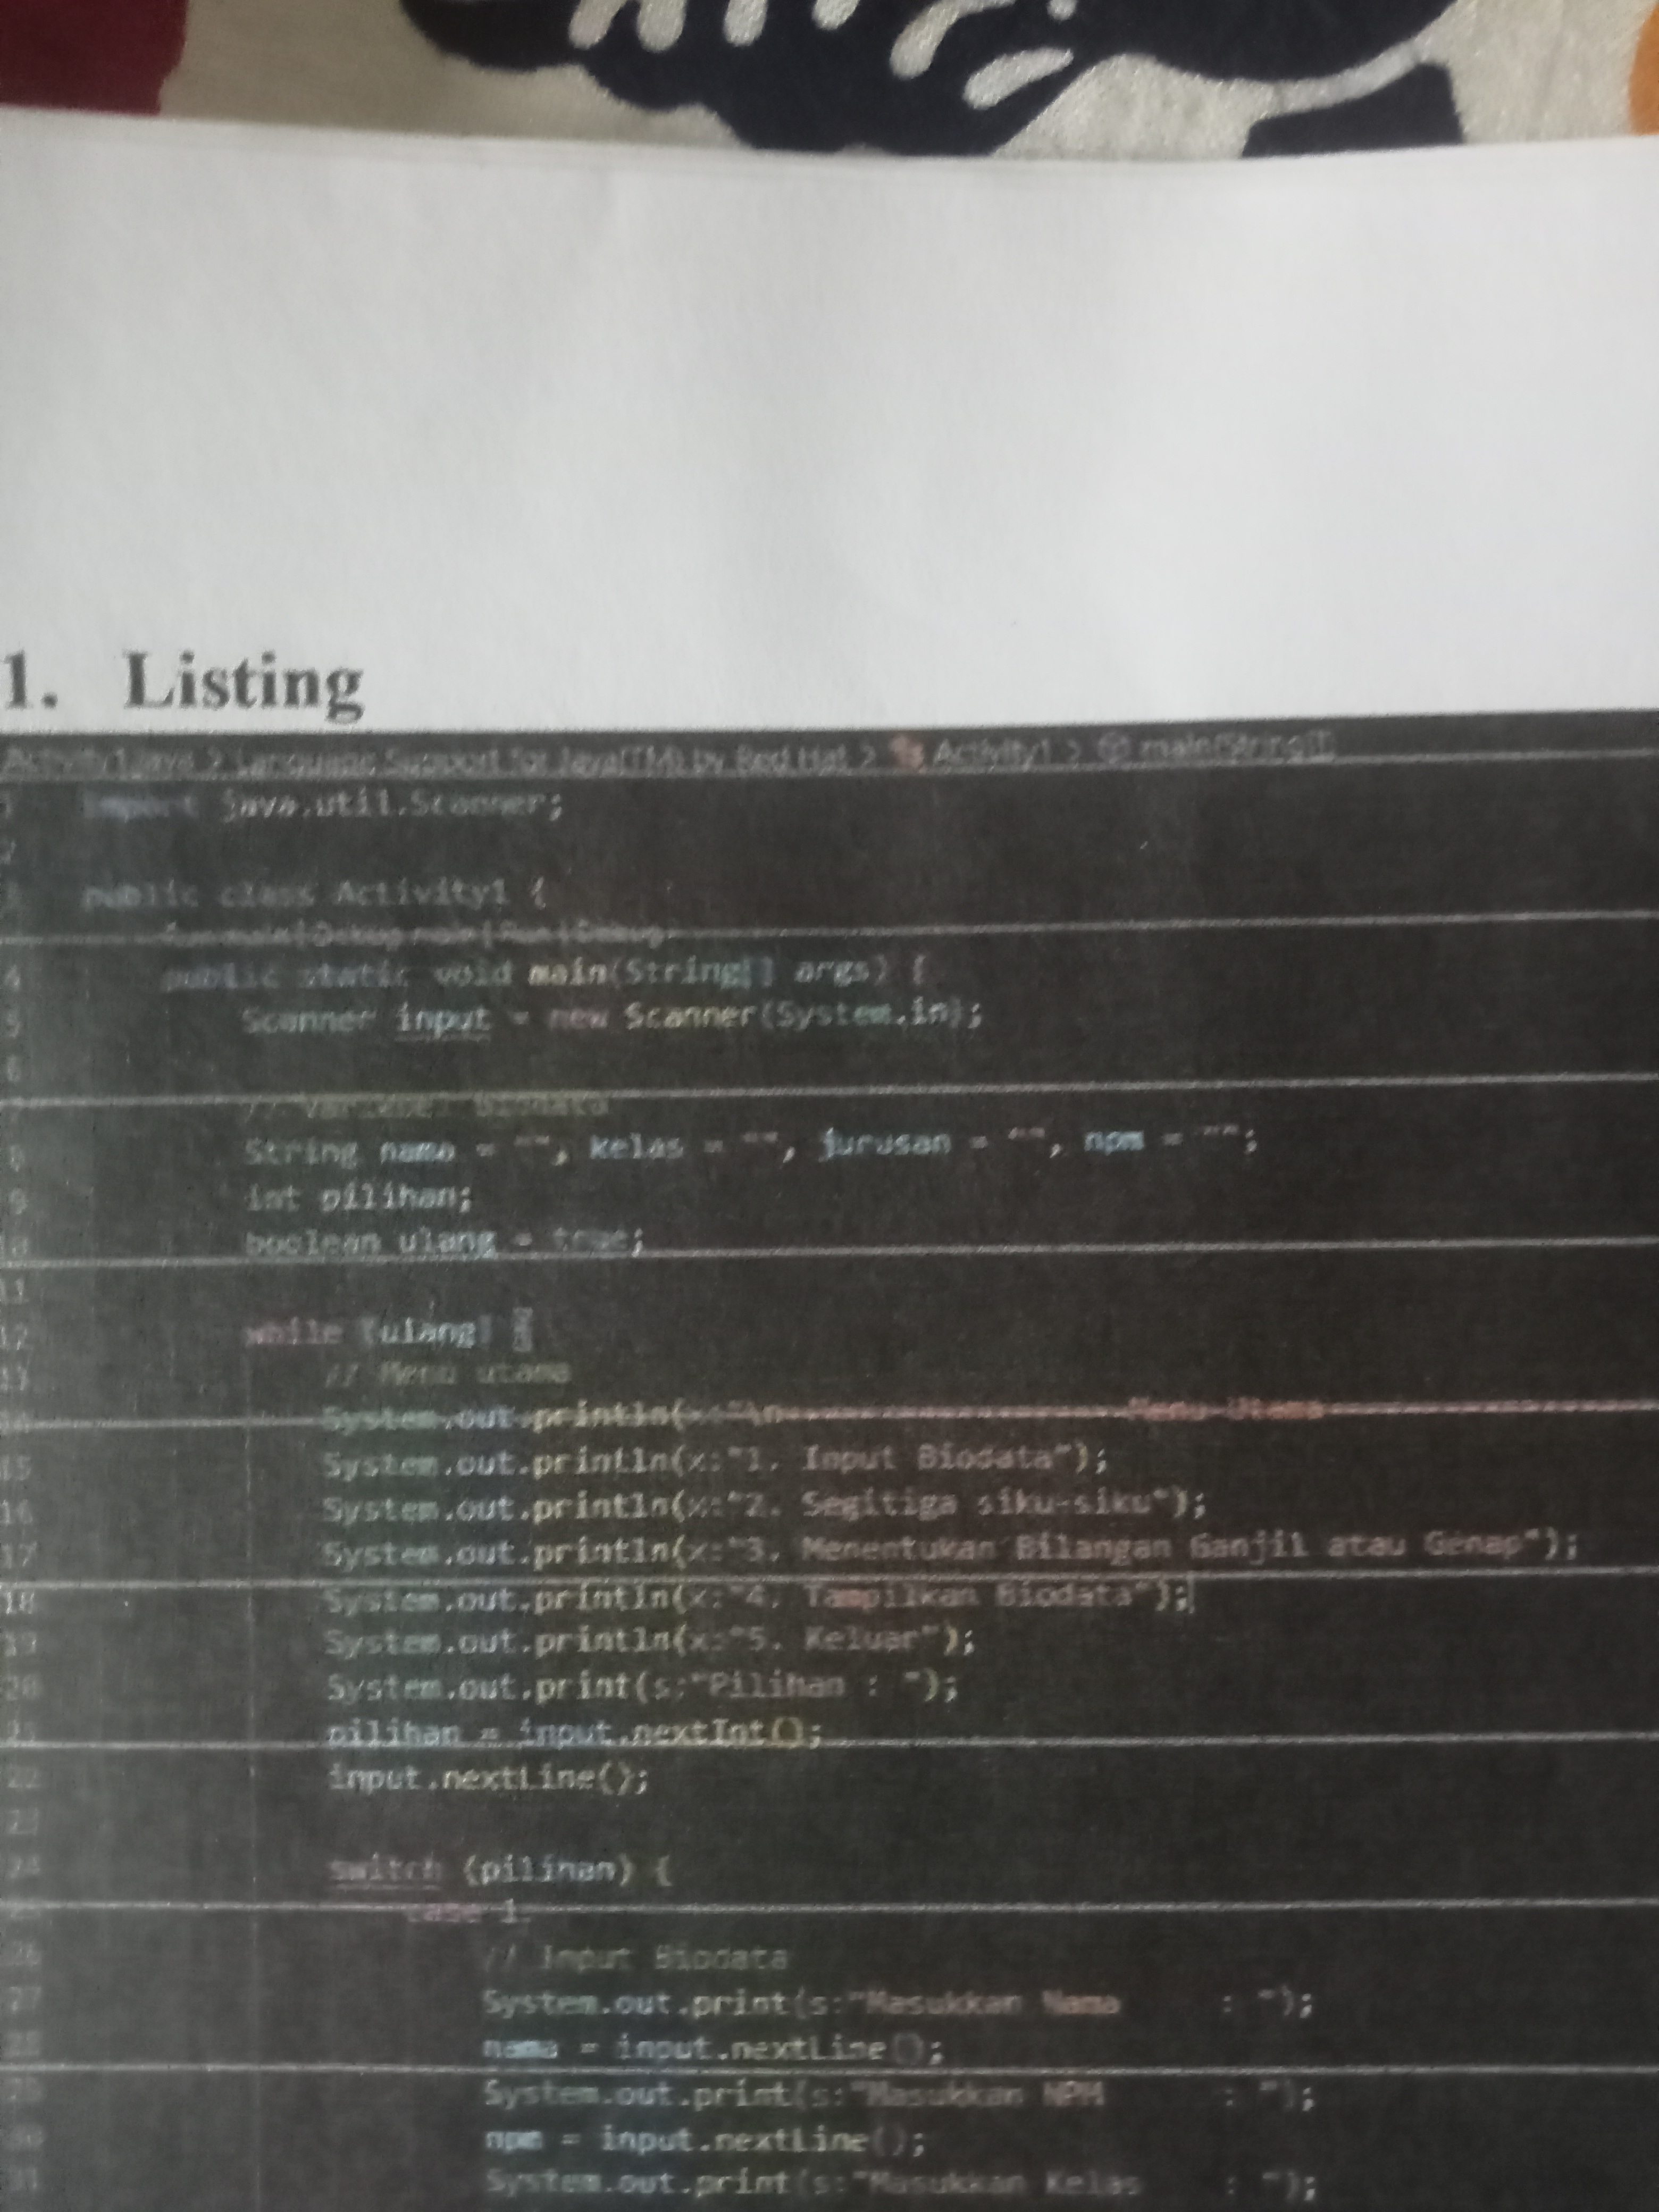 1. Listing
Activity1.java > Language Support for Java(TM) by Red Hat > Activity1 > main(String[])
1 import java.util.Scanner;
2
3 public class Activity1 {
Run main | Debug main | Run | Debug
4 public static void main(String[] args) {
5 Scanner input = new Scanner(System.in);
6
7 // Variabel Biodata
8 String nama = "", kelas = "", jurusan = "", npm = "";
9 int pilihan;
10 boolean ulang = true;
11
12 while (ulang) {
13 // Menu utama
14 System.out.println(x:"\n Menu Utama
15 System.out.println(x:"1. Input Biodata");
16 System.out.println(x:"2. Segitiga siku-siku");
17 System.out.println(x:"3. Menentukan Bilangan Ganjil atau Genap");
18 System.out.println(x:"4. Tampilkan Biodata");
19 System.out.println(x:"5. Keluar");
20 System.out.print(s:"Pilihan : ");
21 pilihan = input.nextInt();
22 input.nextLine();
23
24 switch (pilihan) {
25 case 1:
26 // Input Biodata
27 System.out.print(s:"Masukkan Nama : ");
28 nama = input.nextLine();
29 System.out.print(s:"Masukkan NPM : ");
30 npm = input.nextLine();
31 System.out.print(s:"Masukkan Kelas : ");